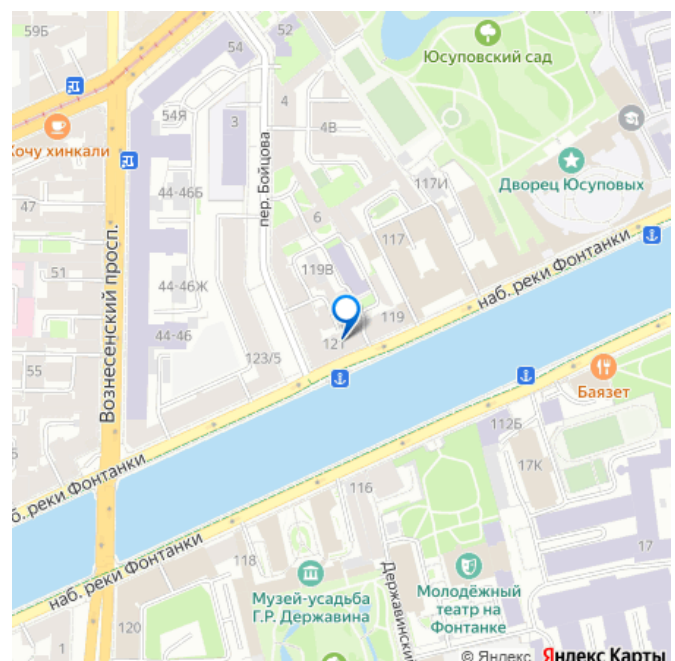 59Б
52
54
Юсуповский сад
4
54Я
3
4В
Хочу хинкали
пер. Бойцова
117И
Дворец Юсуповых
44-46Б
47
6
117
наб. реки Фонтанки
Вознесенский просп.
119В
51
44-46Ж
119
44-46
121
123/5
55
Баязет
112Б
наб. реки Фонтанки
17К
116
17
118
наб. реки Фонтанки
Музей-усадьба
Г.Р. Державина
Державинский
Молодёжный
театр на
Фонтанке
120
1
© Яндекс Яндекс Карты